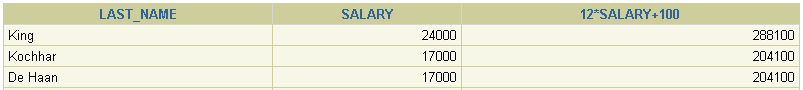 LAST_NAME SALARY 12*SALARY+100
King 24000 288100
Kochhar 17000 204100
De Haan 17000 204100